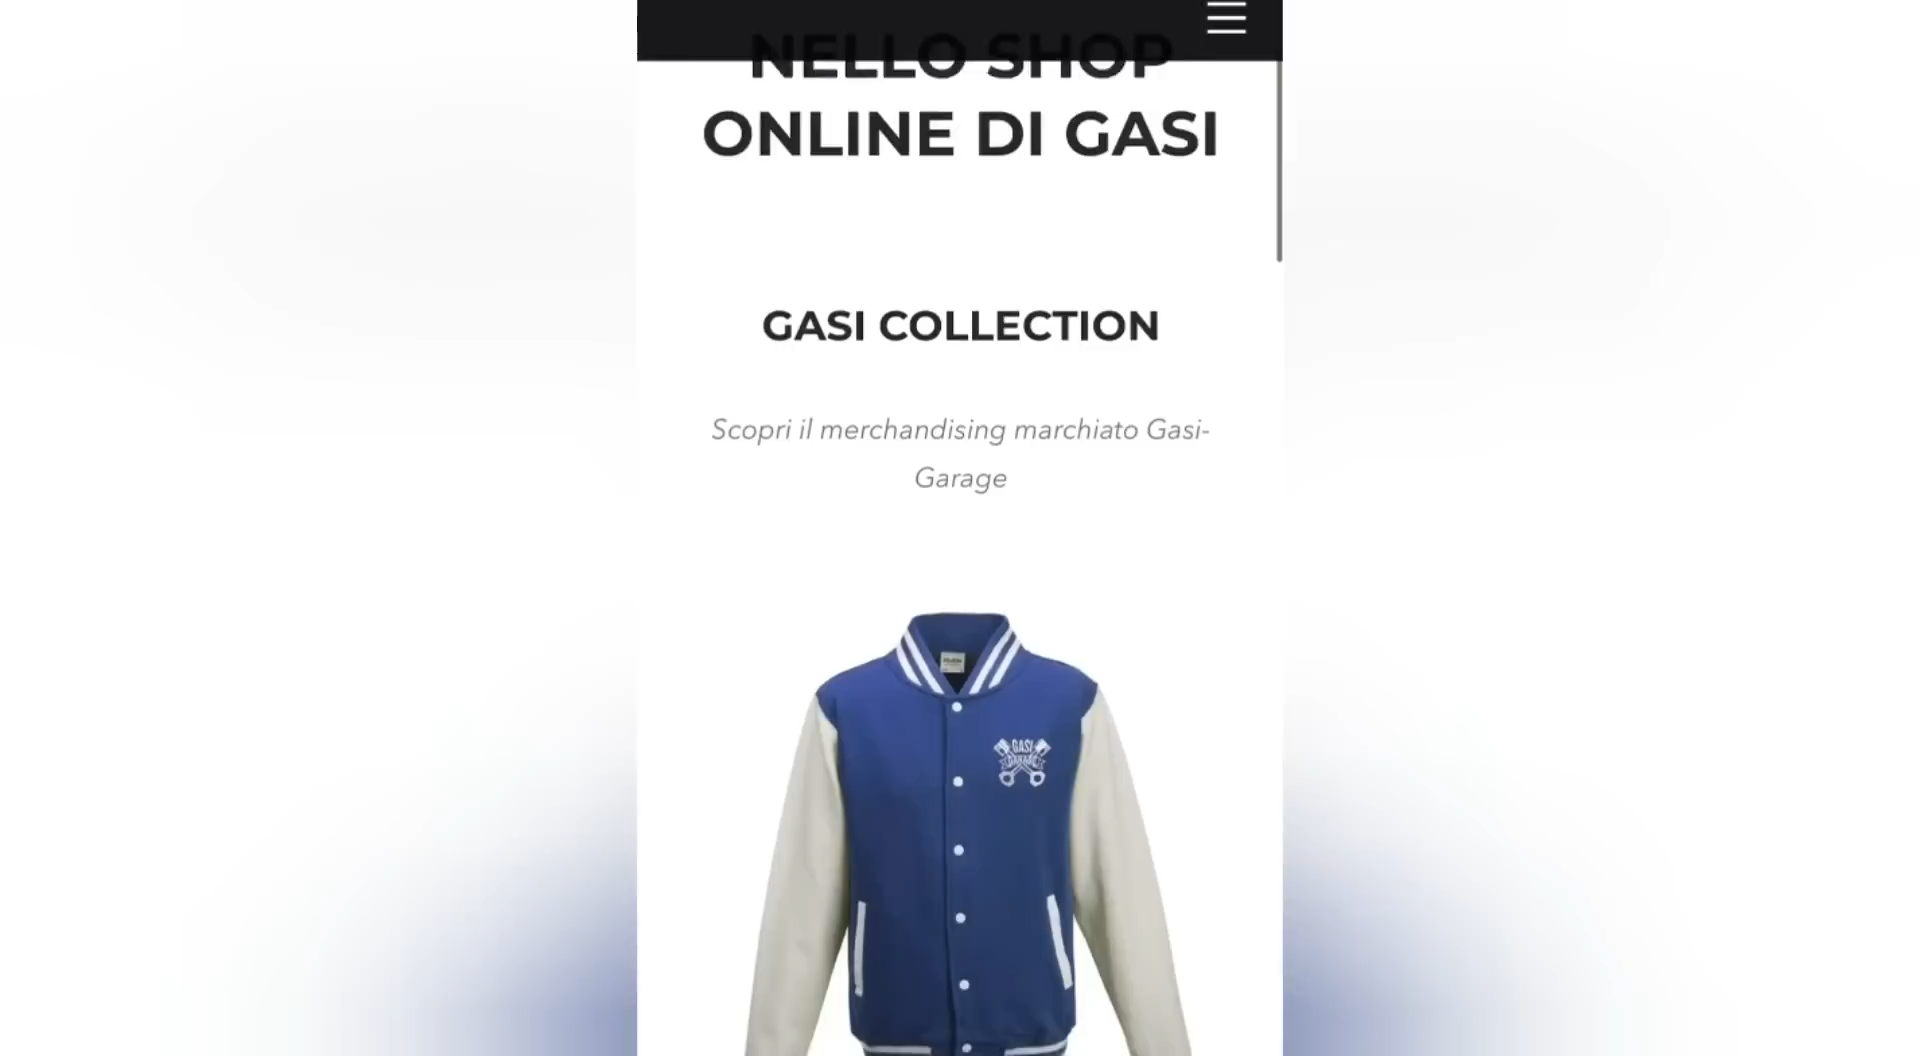 NELLO SHOP
ONLINE DI GASI
GASI COLLECTION
Scopri il merchandising marchiato Gasi-
Garage
GASI
GARAGE